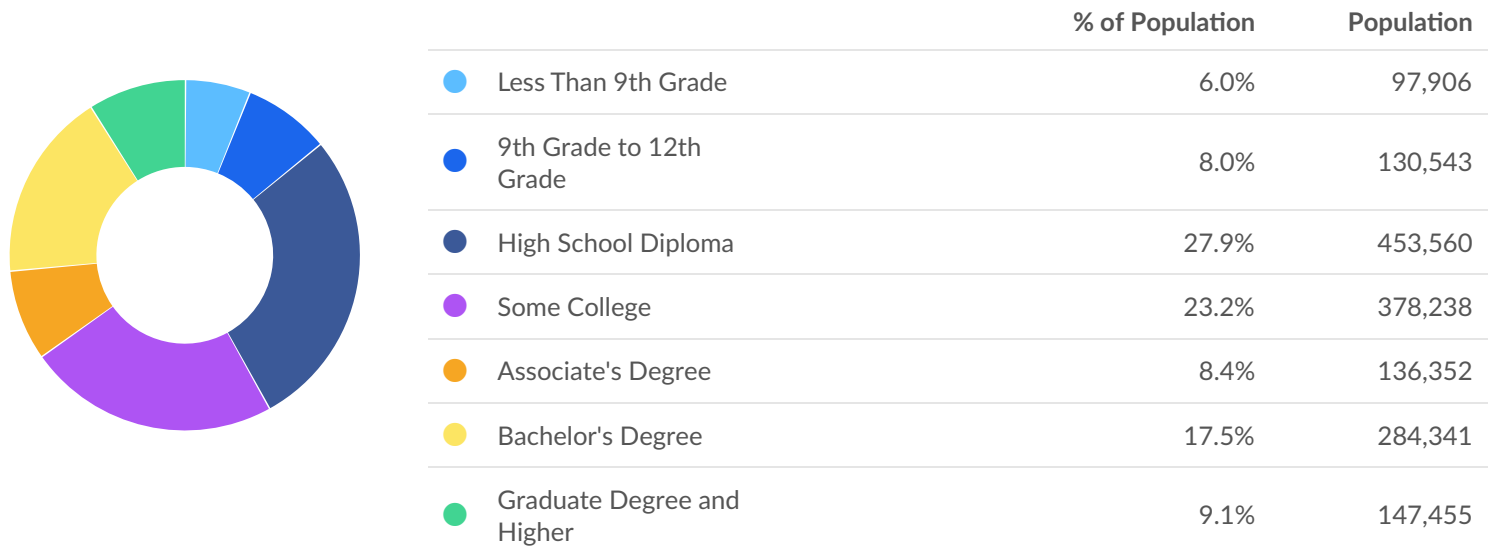 % of Population Population
Less Than 9th Grade 6.0% 97,906
9th Grade to 12th
Grade 8.0% 130,543
High School Diploma 27.9% 453,560
Some College 23.2% 378,238
Associate's Degree 8.4% 136,352
Bachelor's Degree 17.5% 284,341
Graduate Degree and
Higher 9.1% 147,455